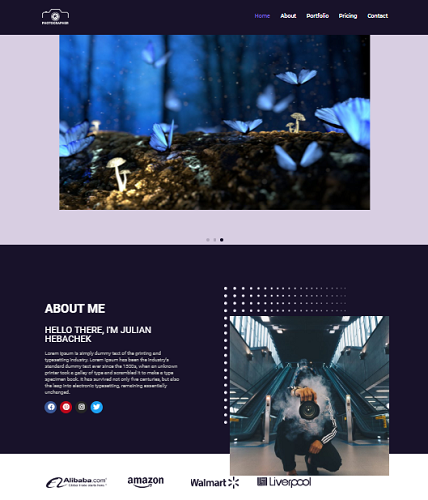 PHOTOGRAPHER
Home About Portfolio Pricing Contact
ABOUT ME
HELLO THERE, I'M JULIAN
HEBACHEK
Lorem Ipsum is simply dummy text of the printing and
typesetting industry. Lorem Ipsum has been the industry's
standard dummy text ever since the 1500s, when an unknown
printer took a galley of type and scrambled it to make a type
specimen book. It has survived not only five centuries, but also
the leap into electronic typesetting, remaining essentially
unchanged.
Alibaba.com amazon Walmart Liverpool